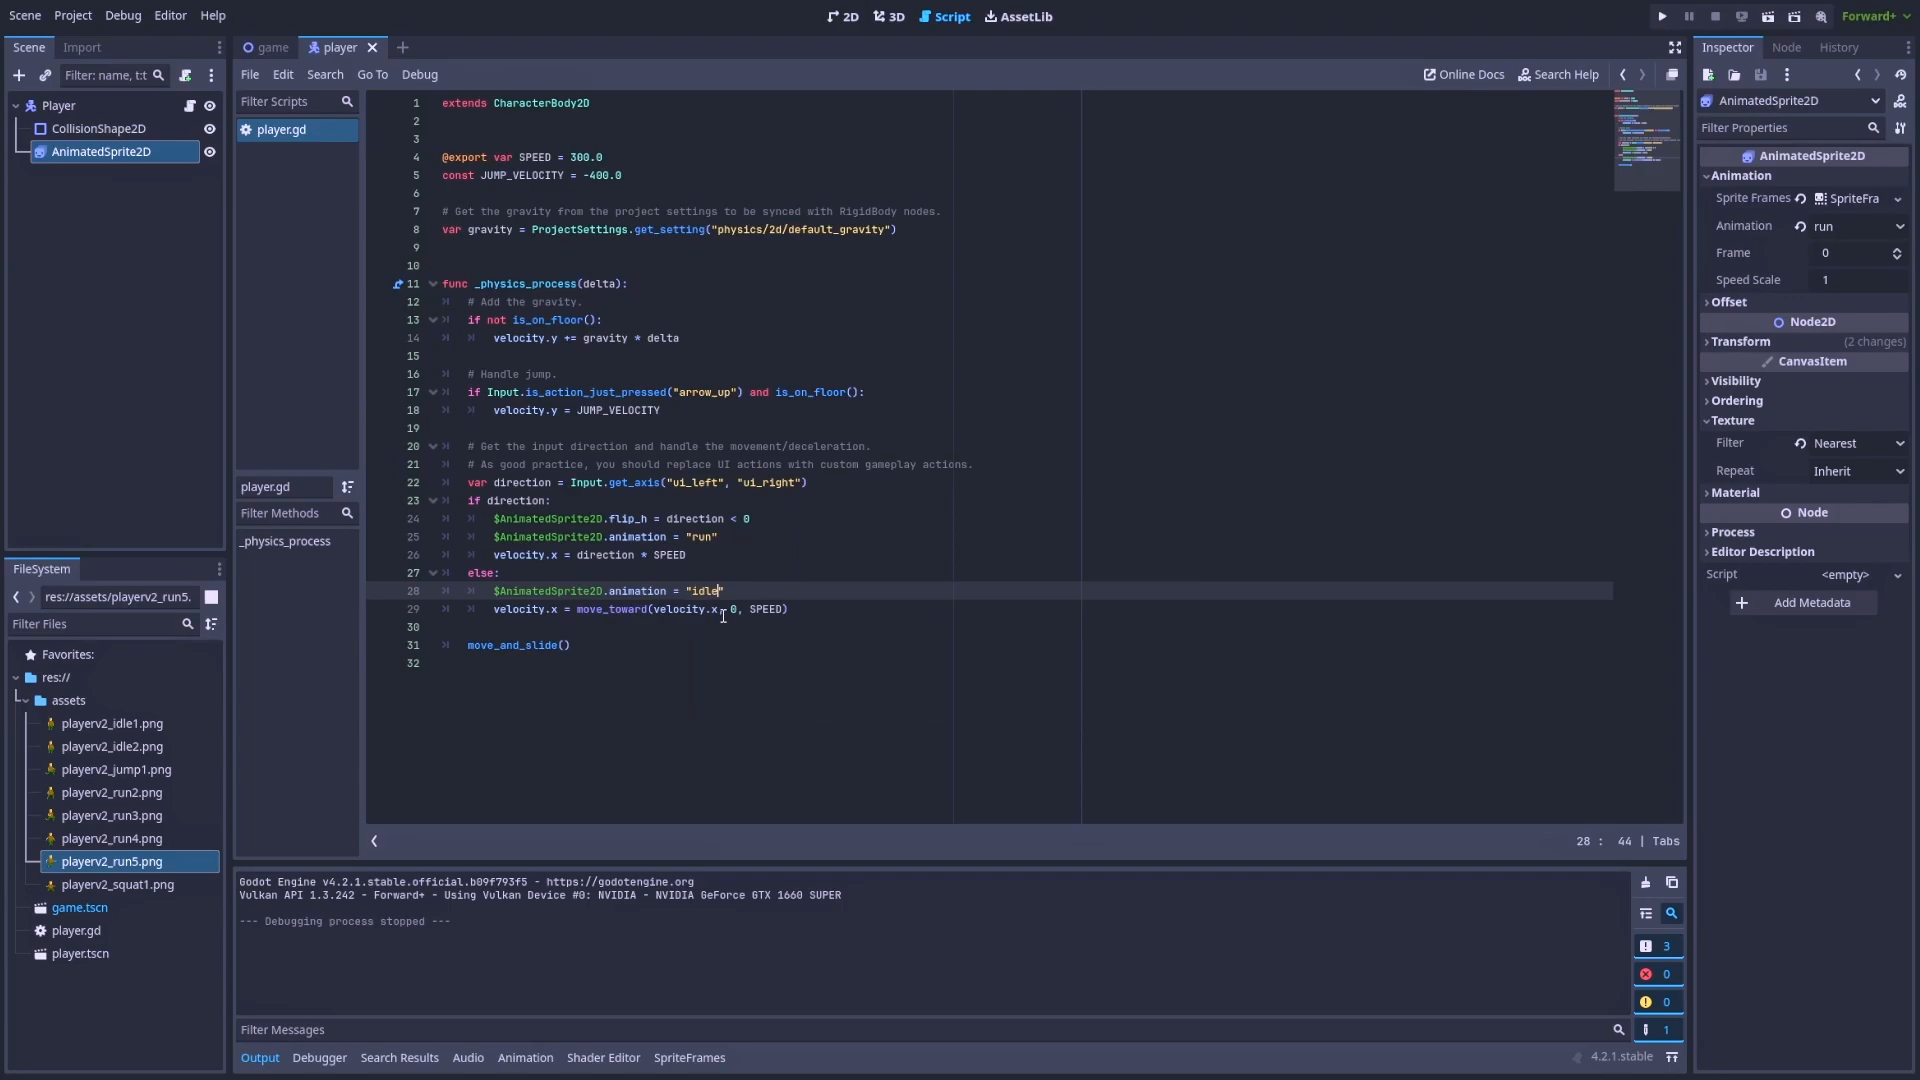 Scene Project Debug Editor Help
2D 3D Script AssetLib
Forward+
Scene Import
Filter: name, t:t
Player
CollisionShape2D
AnimatedSprite2D
game player
File Edit Search Go To Debug
Online Docs Search Help
Filter Scripts
player.gd
player.gd
Filter Methods
_physics_process
1 extends CharacterBody2D
2
3
4 @export var SPEED = 300.0
5 const JUMP_VELOCITY = -400.0
6
7 # Get the gravity from the project settings to be synced with RigidBody nodes.
8 var gravity = ProjectSettings.get_setting("physics/2d/default_gravity")
9
10
11 func _physics_process(delta):
12 # Add the gravity.
13 if not is_on_floor():
14 velocity.y += gravity * delta
15
16 # Handle jump.
17 if Input.is_action_just_pressed("arrow_up") and is_on_floor():
18 velocity.y = JUMP_VELOCITY
19
20 # Get the input direction and handle the movement/deceleration.
21 # As good practice, you should replace UI actions with custom gameplay actions.
22 var direction = Input.get_axis("ui_left", "ui_right")
23 if direction:
24 $AnimatedSprite2D.flip_h = direction < 0
25 $AnimatedSprite2D.animation = "run"
26 velocity.x = direction * SPEED
27 else:
28 $AnimatedSprite2D.animation = "idle"
29 velocity.x = move_toward(velocity.x, 0, SPEED)
30
31 move_and_slide()
32
28 : 44 | Tabs
FileSystem
res://assets/playerv2_run5.
Filter Files
Favorites:
res://
assets
playerv2_idle1.png
playerv2_idle2.png
playerv2_jump1.png
playerv2_run2.png
playerv2_run3.png
playerv2_run4.png
playerv2_run5.png
playerv2_squat1.png
game.tscn
player.gd
player.tscn
Godot Engine v4.2.1.stable.official.b09f793f5 - https://godotengine.org
Vulkan API 1.3.242 - Forward+ - Using Vulkan Device #0: NVIDIA - NVIDIA GeForce GTX 1660 SUPER
--- Debugging process stopped ---
3
0
0
1
Filter Messages
Output Debugger Search Results Audio Animation Shader Editor SpriteFrames
4.2.1.stable
Inspector Node History
AnimatedSprite2D
Filter Properties
AnimatedSprite2D
Animation
Sprite Frames SpriteFra
Animation run
Frame 0
Speed Scale 1
Offset
Node2D
Transform (2 changes)
CanvasItem
Visibility
Ordering
Texture
Filter Nearest
Repeat Inherit
Material
Node
Process
Editor Description
Script <empty>
Add Metadata